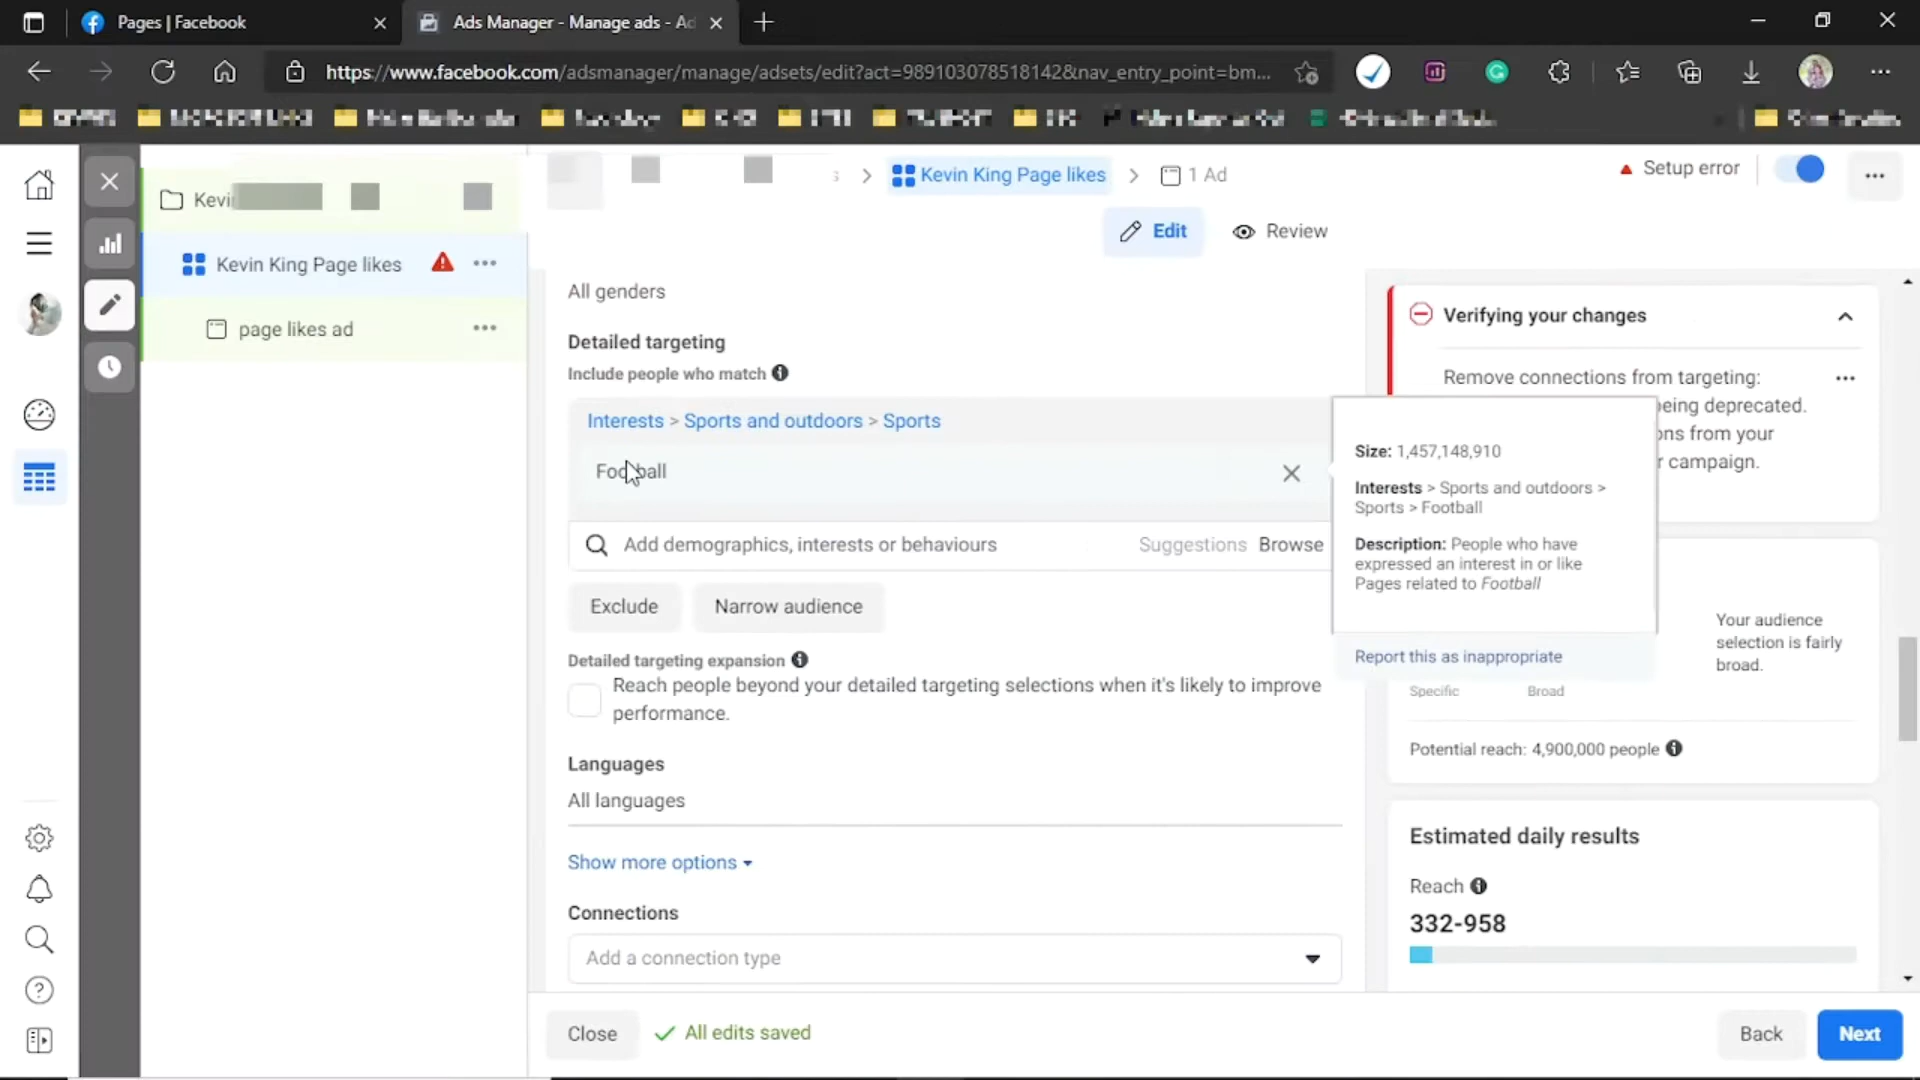 Pages | Facebook
Ads Manager - Manage ads - Ad
https://www.facebook.com/adsmanager/manage/adsets/edit?act=989103078518142&nav_entry_point=bm...
Kevin King Page likes
1 Ad
Setup error
Edit
Review
Kevi
Kevin King Page likes
page likes ad
All genders
Detailed targeting
Include people who match
Interests > Sports and outdoors > Sports
Football
Add demographics, interests or behaviours
Suggestions
Browse
Exclude
Narrow audience
Detailed targeting expansion
Reach people beyond your detailed targeting selections when it's likely to improve
performance.
Languages
All languages
Show more options
Connections
Add a connection type
Verifying your changes
Remove connections from targeting:
being deprecated.
ons from your
r campaign.
Size: 1,457,148,910
Interests > Sports and outdoors >
Sports > Football
Description: People who have
expressed an interest in or like
Pages related to Football
Report this as inappropriate
Your audience
selection is fairly
broad.
Specific
Broad
Potential reach: 4,900,000 people
Estimated daily results
Reach
332-958
Close
All edits saved
Back
Next